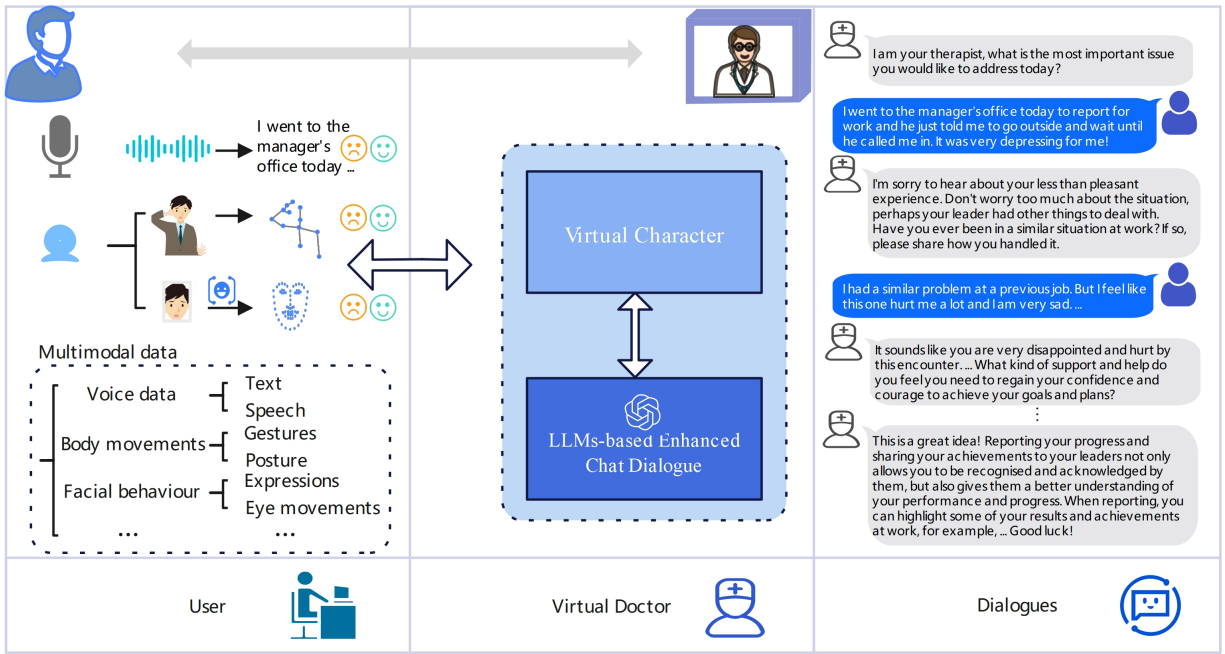 I went to the
manager's
office today ...
Multimodal data
Voice data
Text
Speech
Body movements
Gestures
Posture
Facial behaviour
Expressions
Eye movements
...
...
User
Virtual Character
LLMs-based Enhanced
Chat Dialogue
Virtual Doctor
I am your therapist, what is the most important issue
you would like to address today?
I went to the manager's office today to report for
work and he just told me to go outside and wait until
he called me in. It was very depressing for me!
I'm sorry to hear about your less than pleasant
experience. Don't worry too much about the situation,
perhaps your leader had other things to deal with.
Have you ever been in a similar situation at work? If so,
please share how you handled it.
I had a similar problem at a previous job. But I feel like
this one hurt me a lot and I am very sad. ...
It sounds like you are very disappointed and hurt by
this encounter. ... What kind of support and help do
you feel you need to regain your confidence and
courage to achieve your goals and plans?
⋮
This is a great idea! Reporting your progress and
sharing your achievements to your leaders not only
allows you to be recognised and acknowledged by
them, but also gives them a better understanding of
your performance and progress. When reporting, you
can highlight some of your results and achievements
at work, for example, ... Good luck!
Dialogues